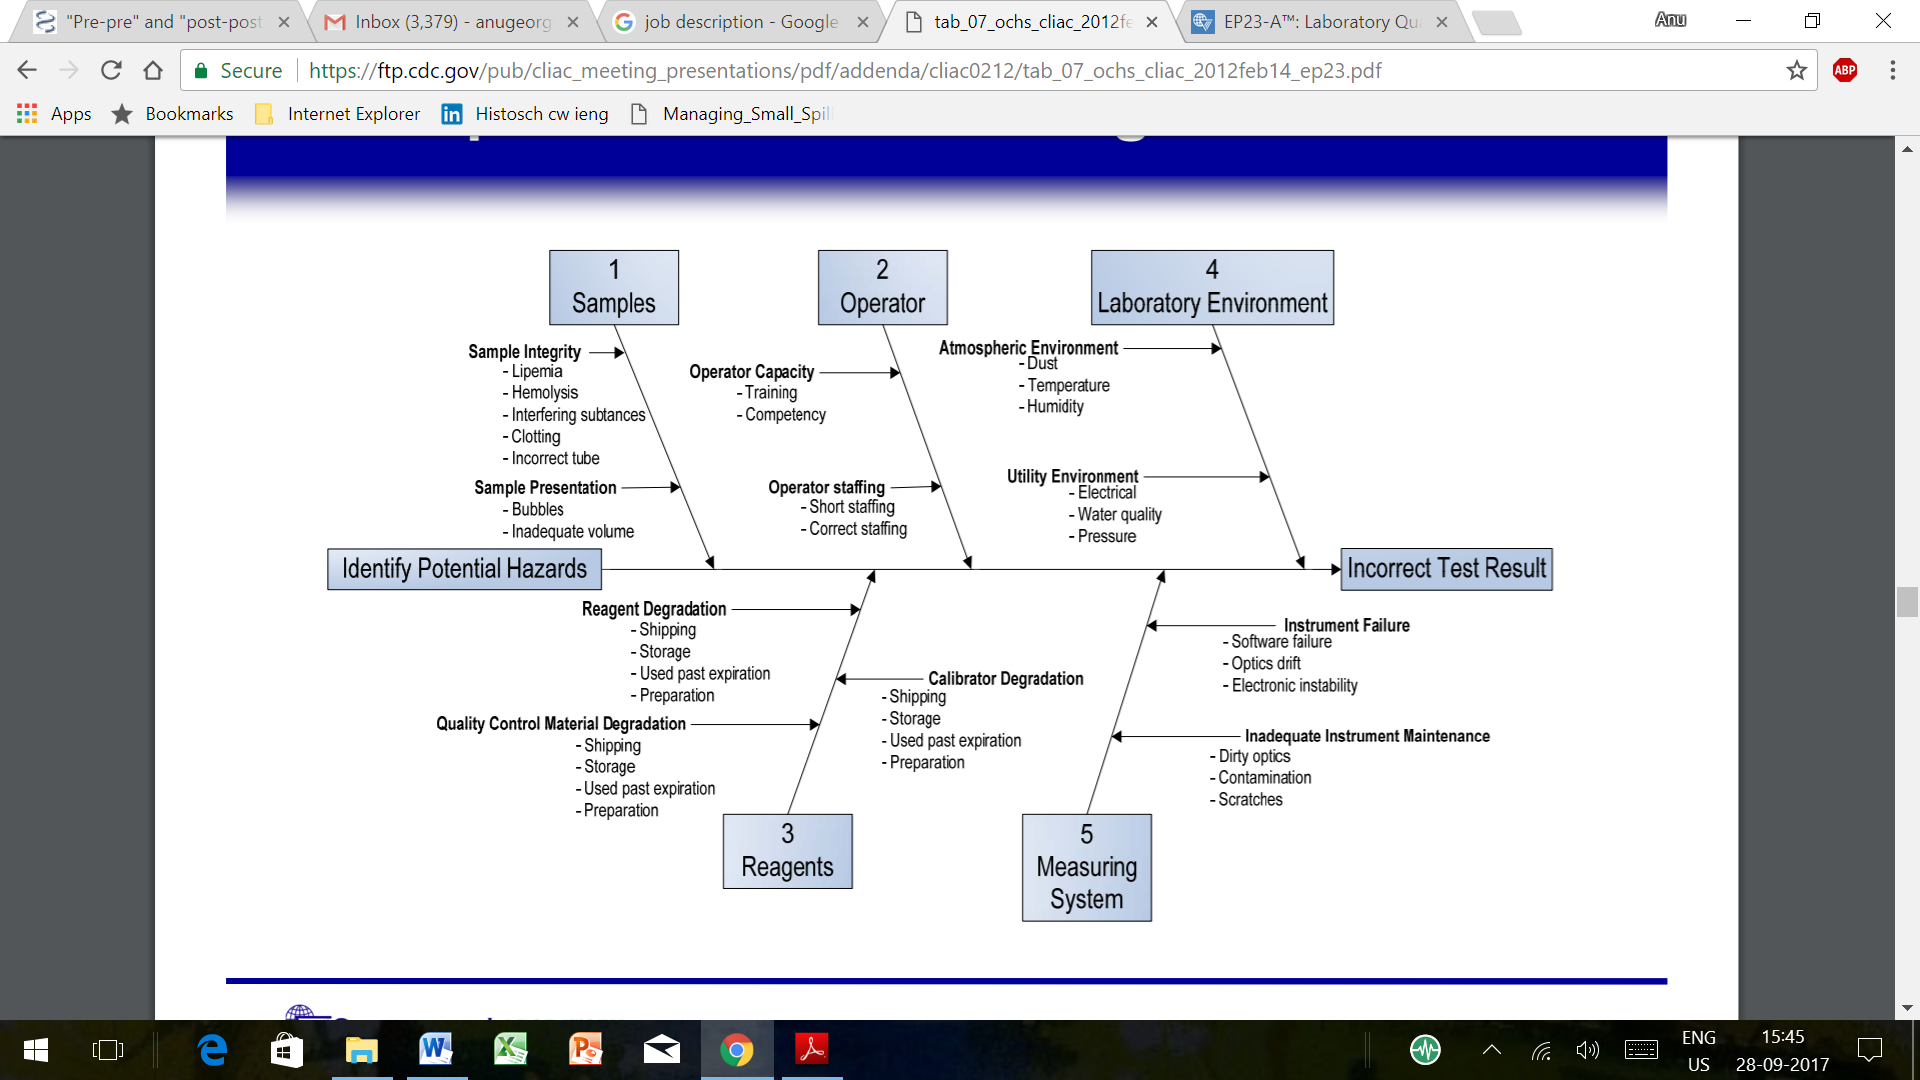 "Pre-pre" and "post-post
Inbox (3,379) - anugeorg
job description - Google
tab_07_ochs_cliac_2012fe
EP23-A™: Laboratory Qu
Anu
Secure
https://ftp.cdc.gov/pub/cliac_meeting_presentations/pdf/addenda/cliac0212/tab_07_ochs_cliac_2012feb14_ep23.pdf
ABP
Apps
Bookmarks
Internet Explorer
Histosch cw ieng
Managing_Small_Spil
1
Samples
2
Operator
4
Laboratory Environment
Sample Integrity
- Lipemia
- Hemolysis
- Interfering subtances
- Clotting
- Incorrect tube
Sample Presentation
- Bubbles
- Inadequate volume
Operator Capacity
- Training
- Competency
Operator staffing
- Short staffing
- Correct staffing
Atmospheric Environment
- Dust
- Temperature
- Humidity
Utility Environment
- Electrical
- Water quality
- Pressure
Identify Potential Hazards
Incorrect Test Result
Reagent Degradation
- Shipping
- Storage
- Used past expiration
- Preparation
Quality Control Material Degradation
- Shipping
- Storage
- Used past expiration
- Preparation
Calibrator Degradation
- Shipping
- Storage
- Used past expiration
- Preparation
Instrument Failure
- Software failure
- Optics drift
- Electronic instability
Inadequate Instrument Maintenance
- Dirty optics
- Contamination
- Scratches
3
Reagents
5
Measuring
System
ENG
US
15:45
28-09-2017